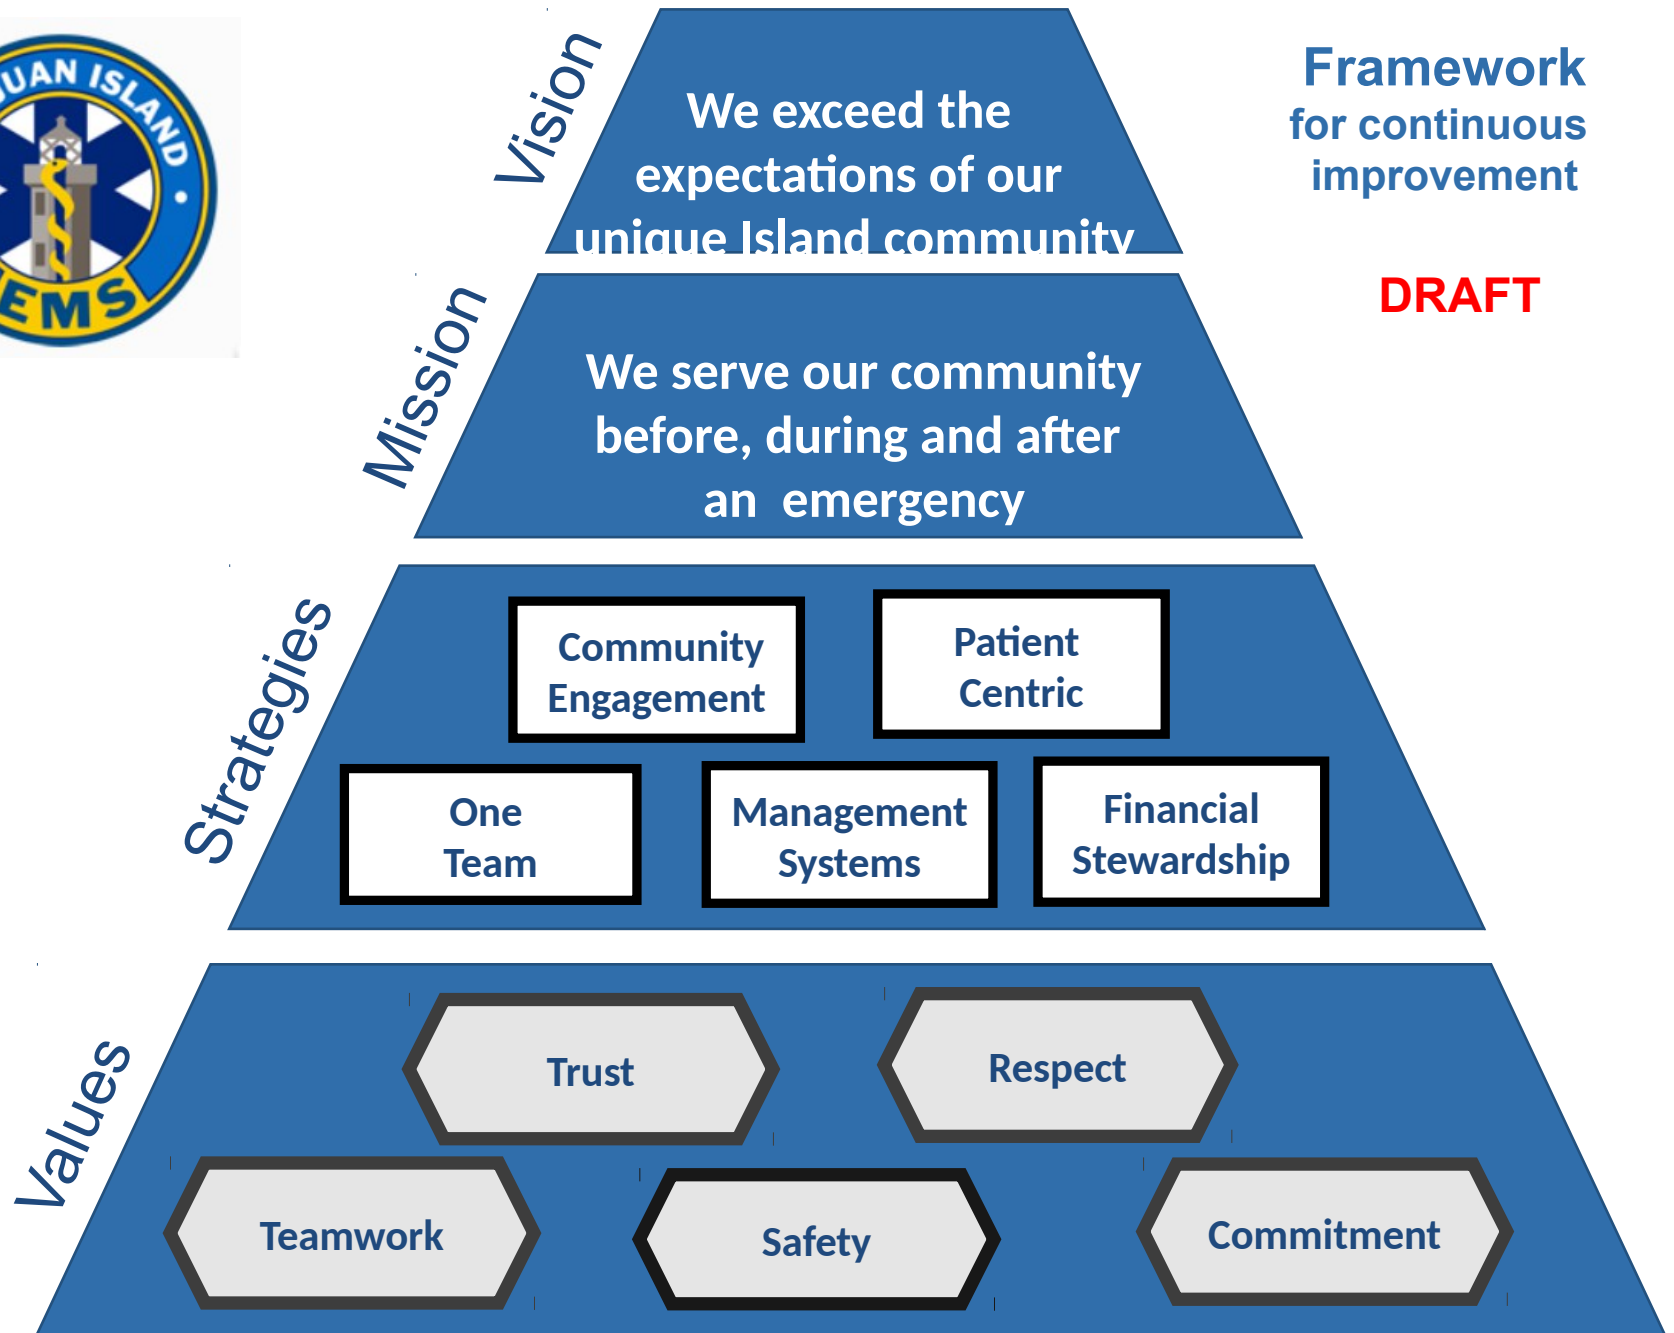 JUAN ISLAND
EMS
Framework
for continuous
improvement
DRAFT
Vision
We exceed the
expectations of our
unique Island community
Mission
We serve our community
before, during and after
an  emergency
Strategies
Community
Engagement
Patient
Centric
One
Team
Management
Systems
Financial
Stewardship
Values
Trust
Respect
Teamwork
Safety
Commitment